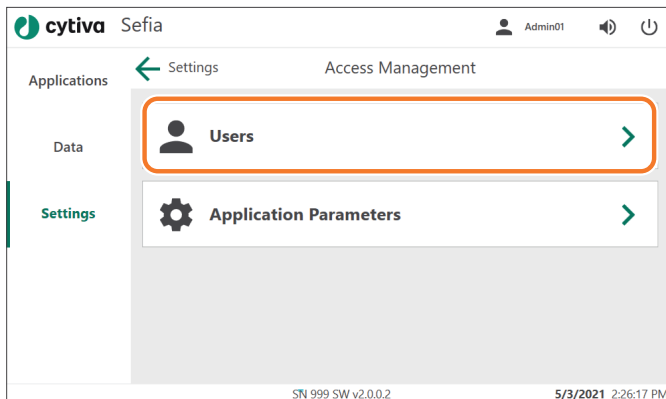 cytiva Sefia Admin01
Applications
Settings Access Management
Users
Data
Settings
Application Parameters
SN 999 SW v2.0.0.2 5/3/2021 2:26:17 PM